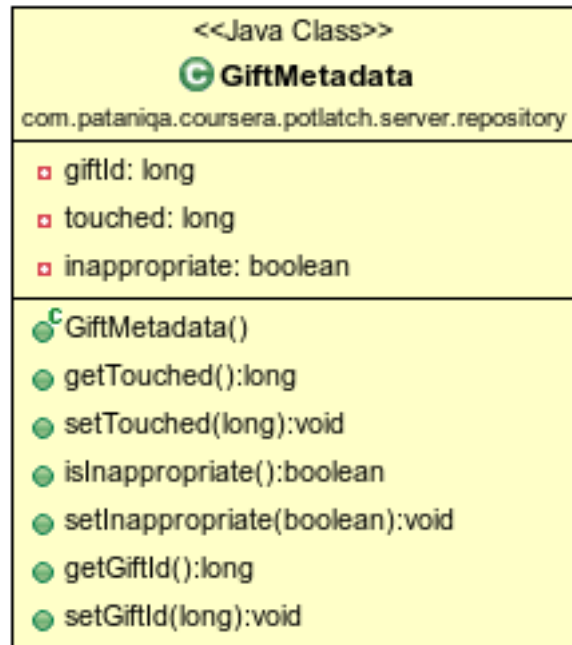 <<Java Class>>
C GiftMetadata
com.pataniqa.coursera.potlatch.server.repository
giftId: long
touched: long
inappropriate: boolean
C GiftMetadata()
getTouched():long
setTouched(long):void
isInappropriate():boolean
setInappropriate(boolean):void
getGiftId():long
setGiftId(long):void